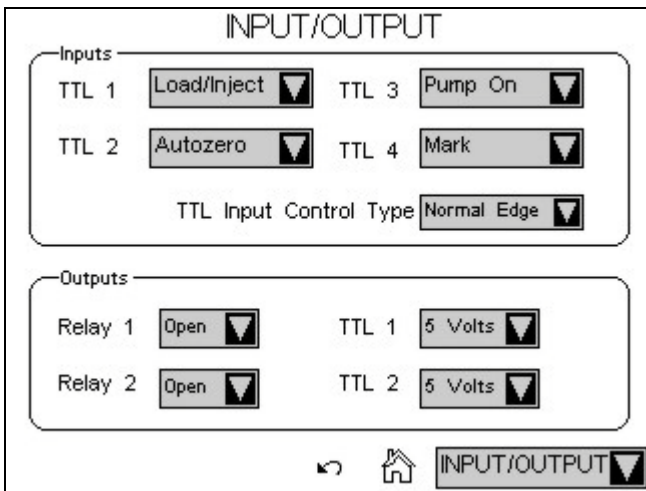 INPUT/OUTPUT
Inputs
TTL 1 Load/Inject TTL 3 Pump On
TTL 2 Autozero TTL 4 Mark
TTL Input Control Type Normal Edge
Outputs
Relay 1 Open TTL 1 5 Volts
Relay 2 Open TTL 2 5 Volts
INPUT/OUTPUT